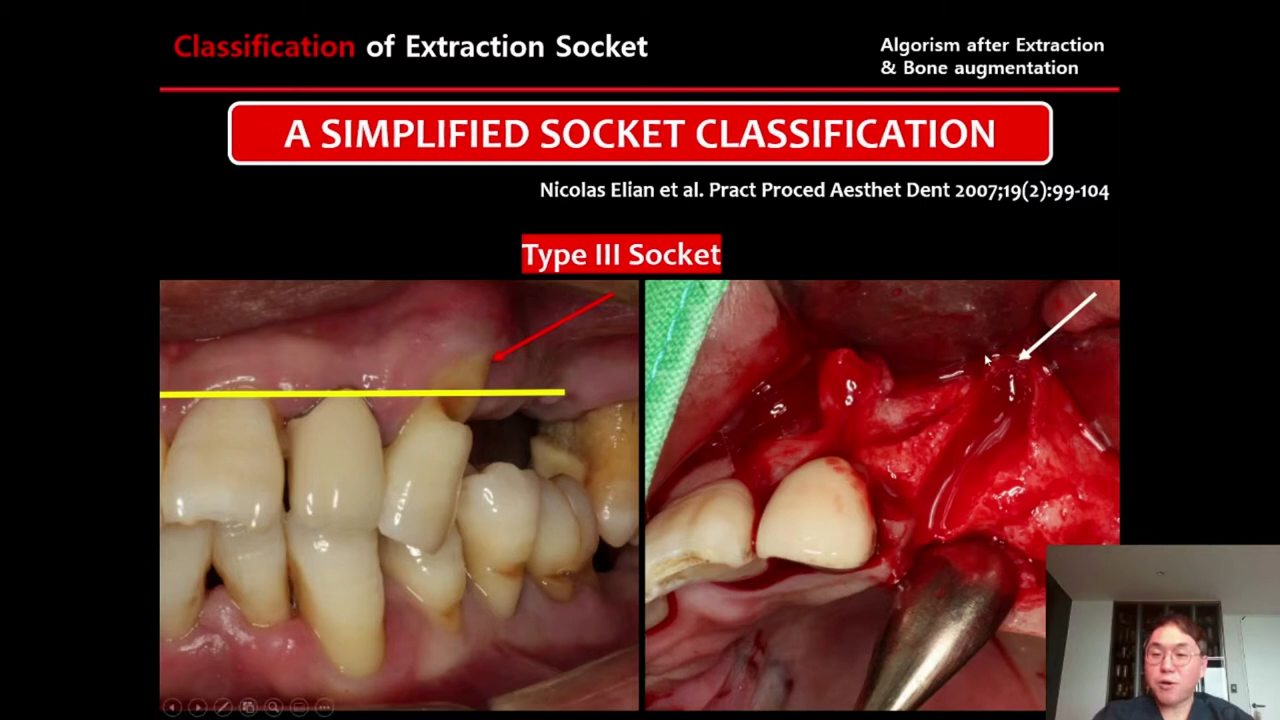 Classification of Extraction Socket
Algorism after Extraction
& Bone augmentation
A SIMPLIFIED SOCKET CLASSIFICATION
Nicolas Elian et al. Pract Proced Aesthet Dent 2007;19(2):99-104
Type III Socket